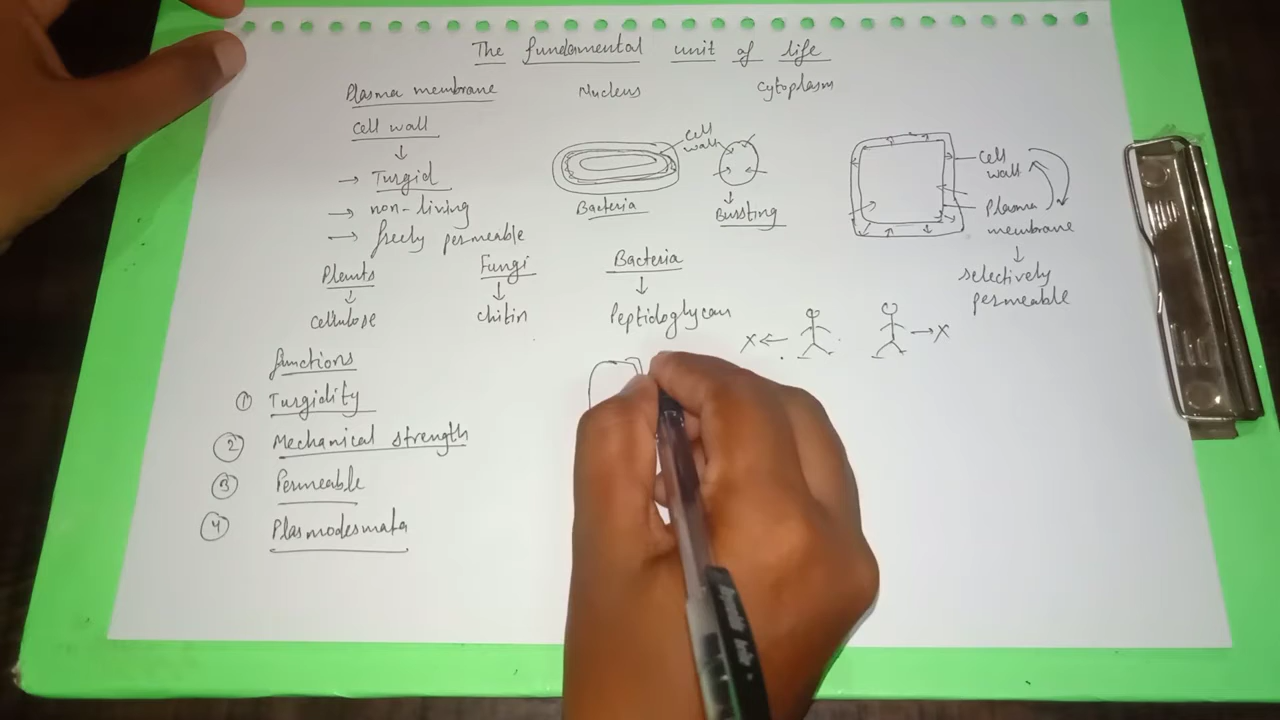 The fundamental unit of life
Plasma membrane Nucleus Cytoplasm
Cell wall
→ Turgid
→ non-living
→ freely permeable
Cell wall
Bacteria
Bursting
Cell wall
Plasma membrane
selectively permeable
Plants Fungi Bacteria
Cellulose chitin Peptidoglycan
X← →X
functions
① Turgidity
② Mechanical strength
③ Permeable
④ Plasmodesmata